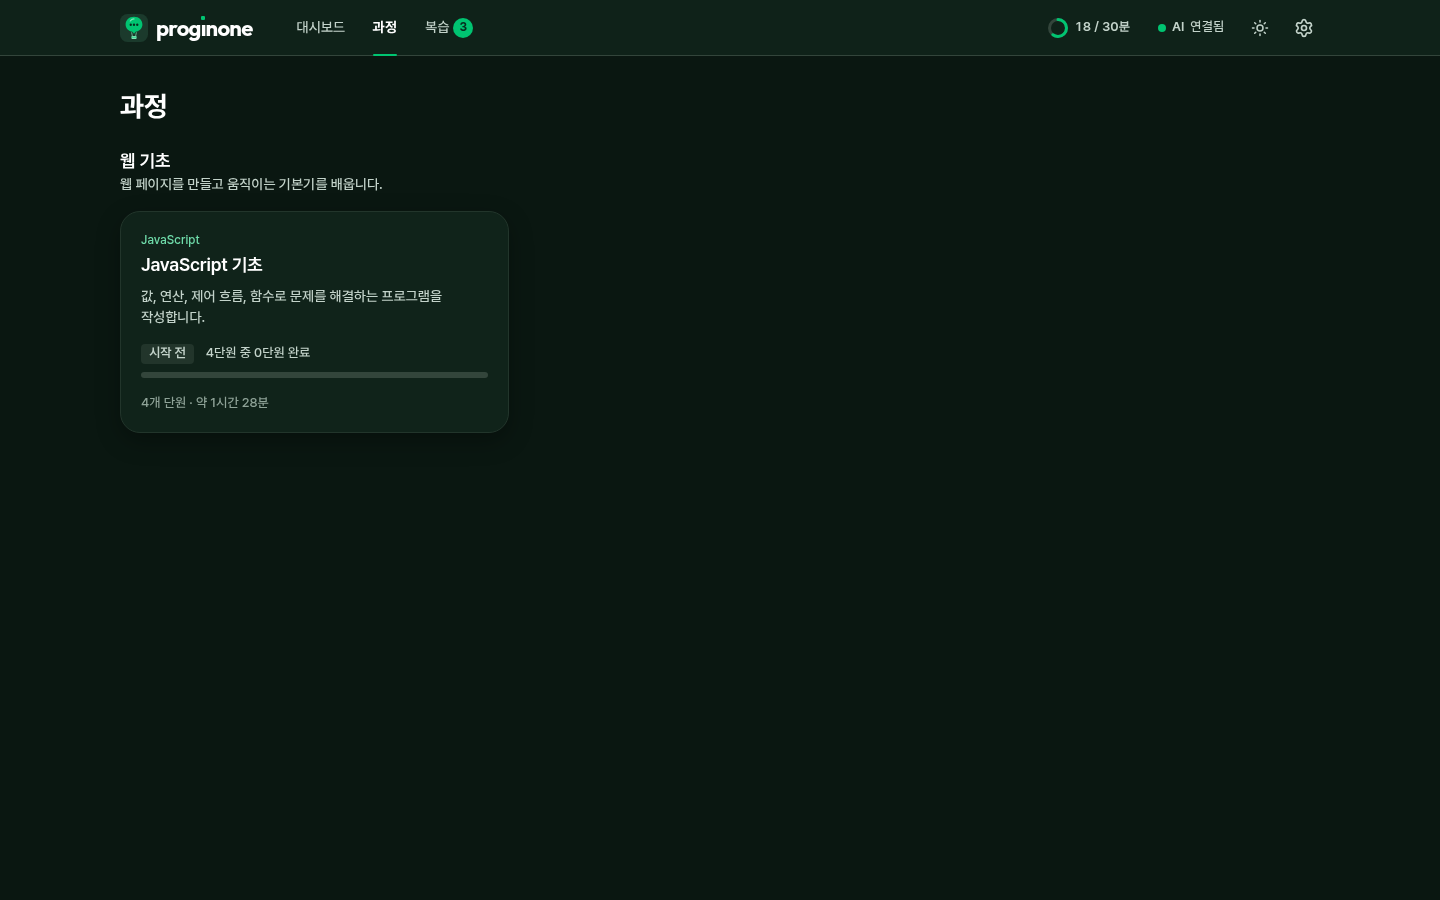 proginone
대시보드
과정
복습 3
18 / 30분
AI 연결됨
과정
웹 기초
웹 페이지를 만들고 움직이는 기본기를 배웁니다.
JavaScript
JavaScript 기초
값, 연산, 제어 흐름, 함수로 문제를 해결하는 프로그램을
작성합니다.
시작 전 4단원 중 0단원 완료
4개 단원 · 약 1시간 28분